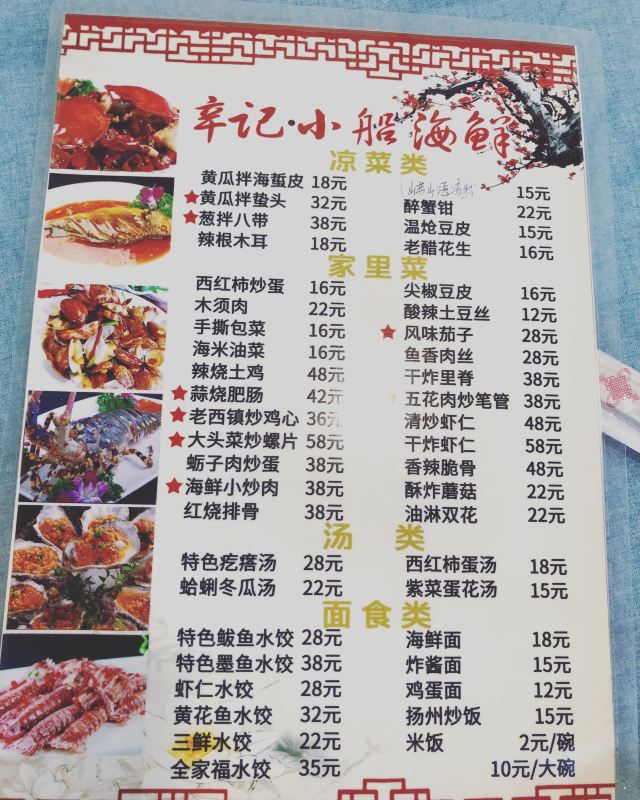 辛记·小船海鲜
凉菜类
黄瓜拌海蜇皮 18元
黄瓜拌蛰头 32元
葱拌八带 38元
辣根木耳 18元
崂山海凉粉 15元
醉蟹钳 22元
温炝豆皮 15元
老醋花生 16元
家里菜
西红柿炒蛋 16元
木须肉 22元
手撕包菜 16元
海米油菜 16元
辣烧土鸡 48元
蒜烧肥肠 42元
老西镇炒鸡心 36元
大头菜炒螺片 58元
蛎子肉炒蛋 38元
海鲜小炒肉 38元
红烧排骨 38元
尖椒豆皮 16元
酸辣土豆丝 12元
风味茄子 28元
鱼香肉丝 28元
干炸里脊 38元
五花肉炒笔管 38元
清炒虾仁 48元
干炸虾仁 58元
香辣脆骨 48元
酥炸蘑菇 22元
油淋双花 22元
汤 类
特色疙瘩汤 28元
蛤蜊冬瓜汤 22元
西红柿蛋汤 18元
紫菜蛋花汤 15元
面食类
特色鲅鱼水饺 28元
特色墨鱼水饺 38元
虾仁水饺 28元
黄花鱼水饺 32元
三鲜水饺 22元
全家福水饺 35元
海鲜面 18元
炸酱面 15元
鸡蛋面 12元
扬州炒饭 15元
米饭 2元/碗
10元/大碗